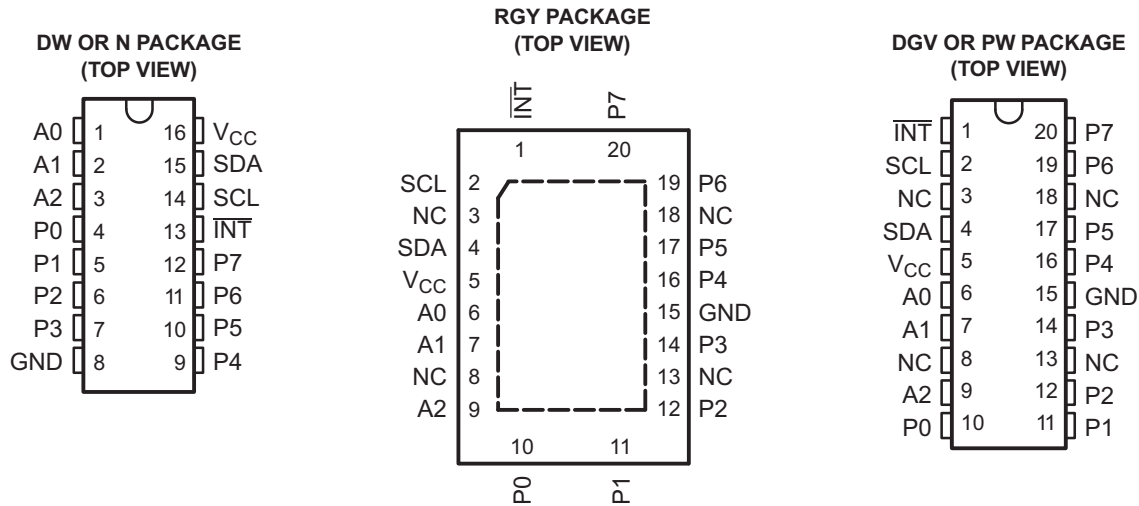 DW OR N PACKAGE
(TOP VIEW)
A0 1 16 VCC
A1 2 15 SDA
A2 3 14 SCL
P0 4 13 INT
P1 5 12 P7
P2 6 11 P6
P3 7 10 P5
GND 8 9 P4
RGY PACKAGE
(TOP VIEW)
INT P7
1 20
SCL 2 19 P6
NC 3 18 NC
SDA 4 17 P5
VCC 5 16 P4
A0 6 15 GND
A1 7 14 P3
NC 8 13 NC
A2 9 12 P2
10 11
P0 P1
DGV OR PW PACKAGE
(TOP VIEW)
INT 1 20 P7
SCL 2 19 P6
NC 3 18 NC
SDA 4 17 P5
VCC 5 16 P4
A0 6 15 GND
A1 7 14 P3
NC 8 13 NC
A2 9 12 P2
P0 10 11 P1